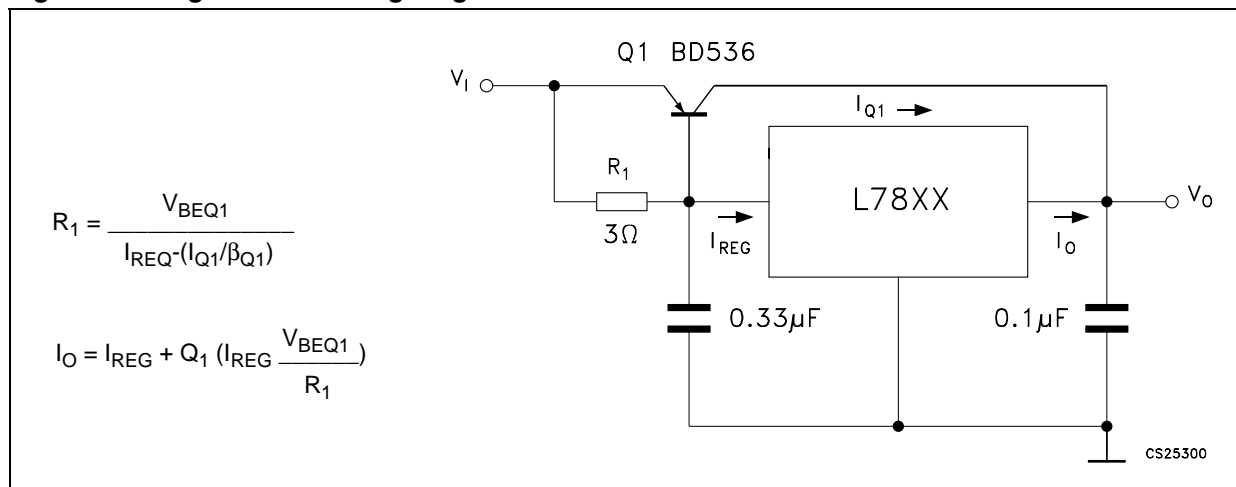 Q1 BD536
V_I
I_Q1
R_1
3Ω
I_REG
L78XX
I_O
V_O
0.33µF
0.1µF
CS25300
R_1 = V_BEQ1 / I_REQ-(I_Q1/β_Q1)
I_O = I_REG + Q_1 (I_REG V_BEQ1 / R_1)